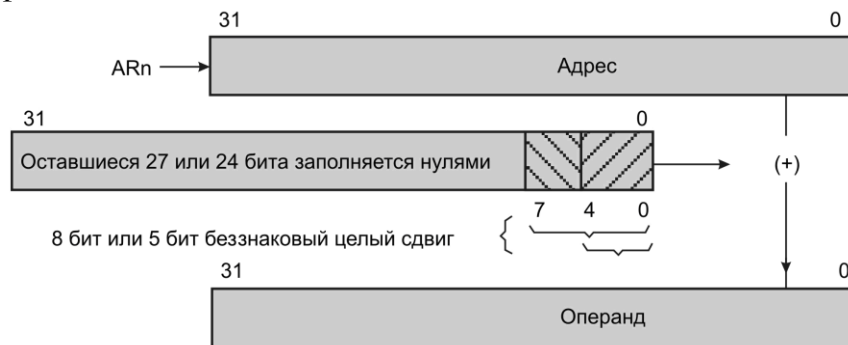 31 0
ARn
Адрес
31 0
Оставшиеся 27 или 24 бита заполняется нулями
(+)
7 4 0
8 бит или 5 бит беззнаковый целый сдвиг
31 0
Операнд